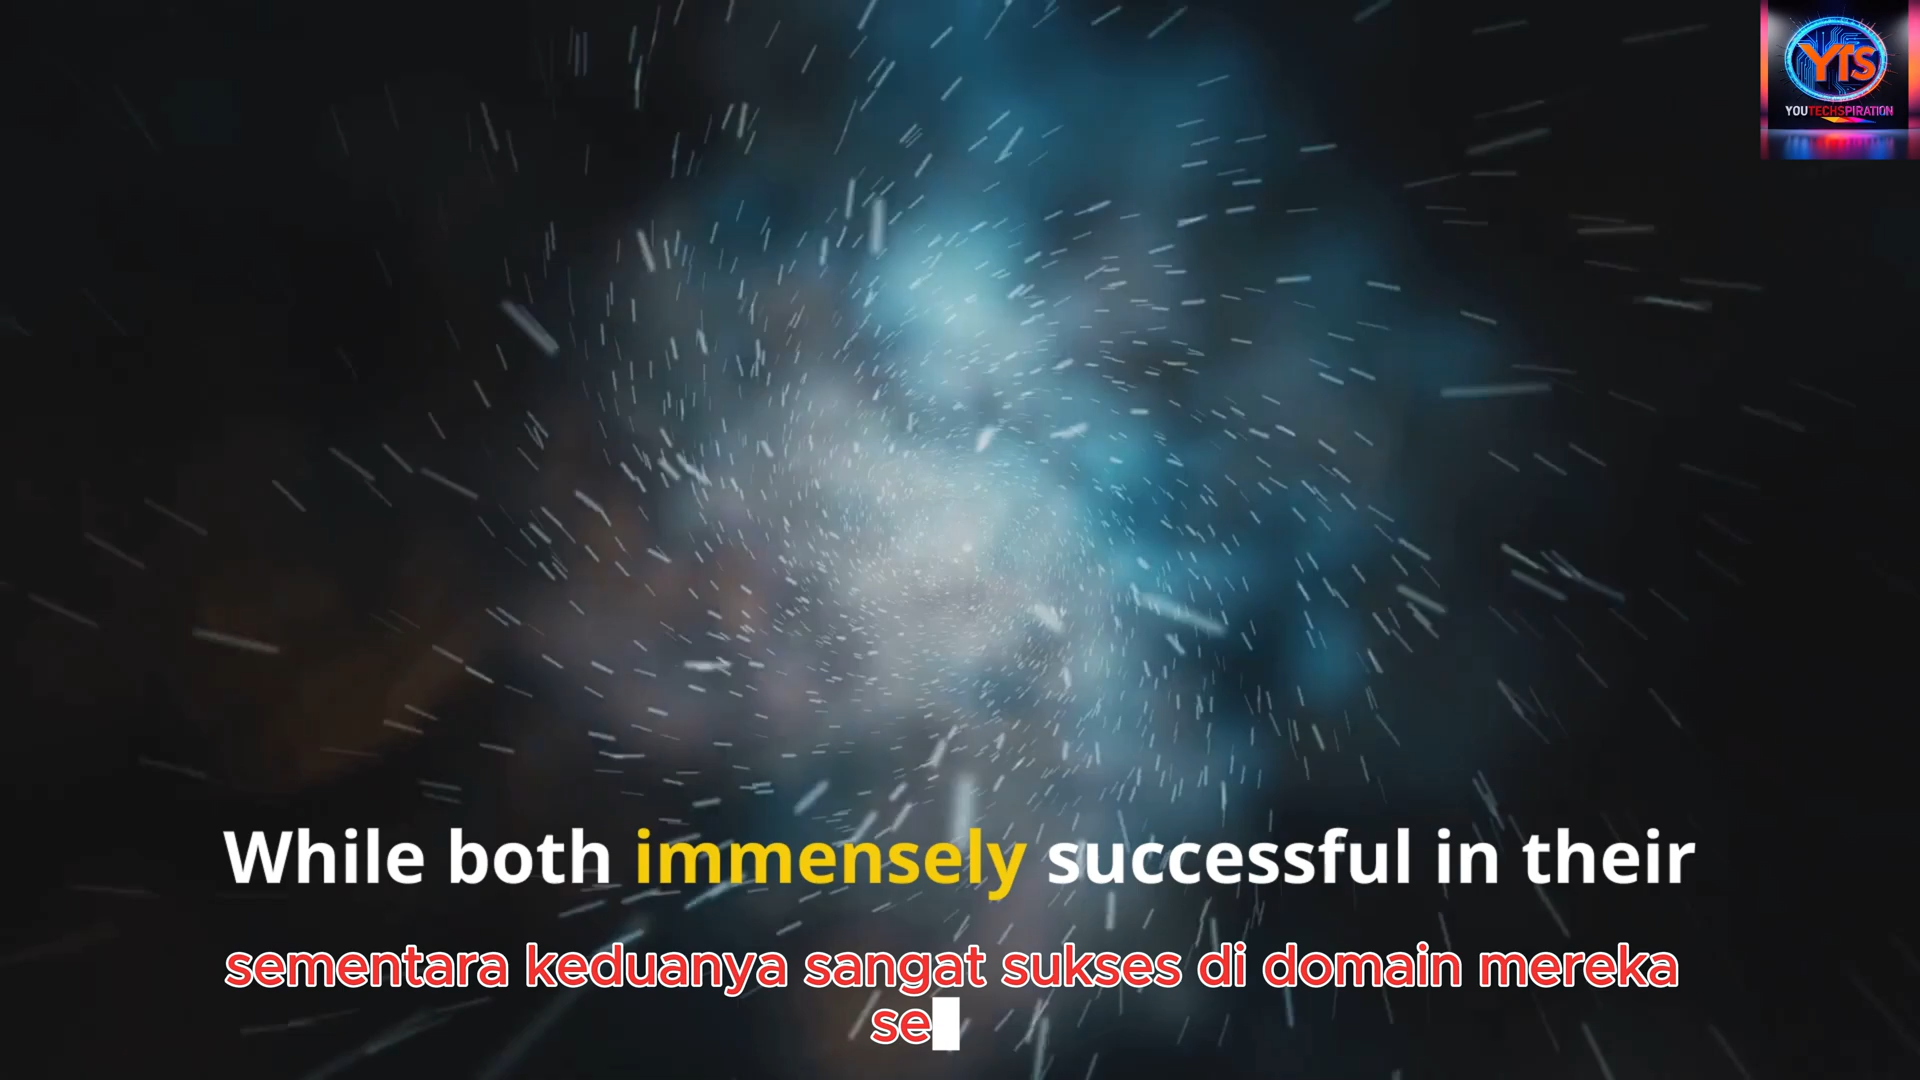 YTS
YOUTECHSPIRATION
While both immensely successful in their
sementara keduanya sangat sukses di domain mereka
se